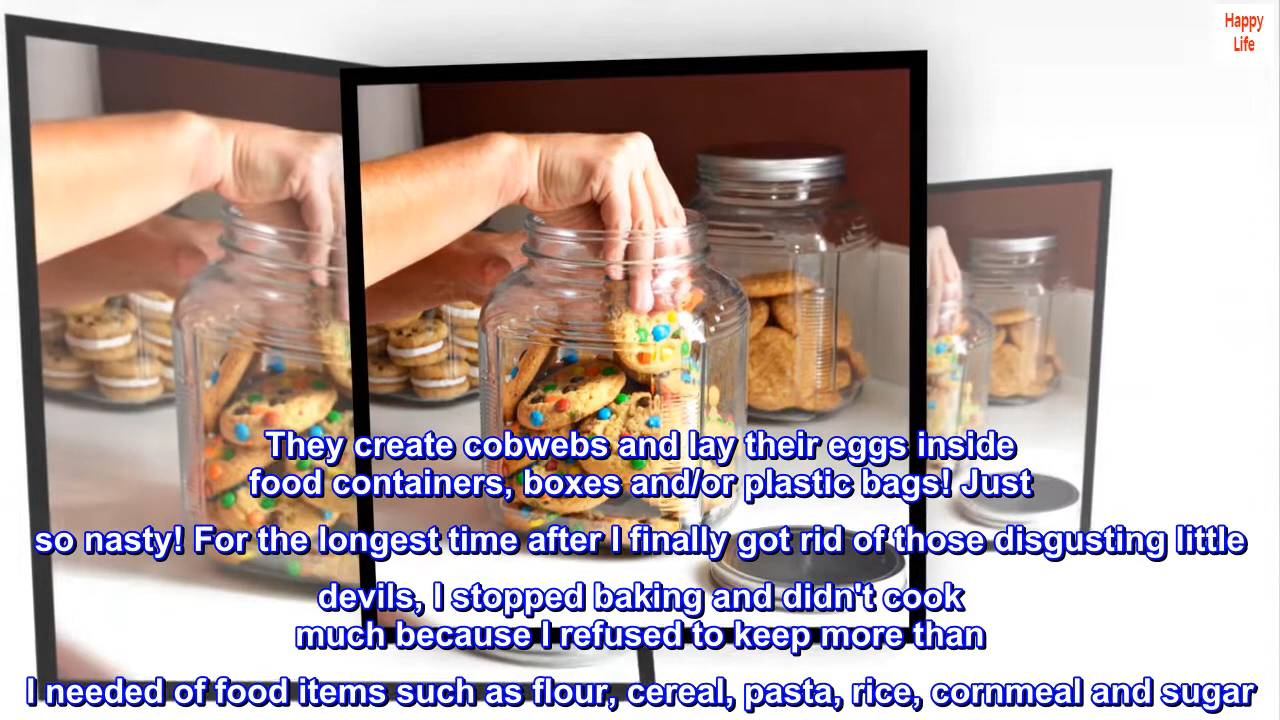 Happy
Life
They create cobwebs and lay their eggs inside
food containers, boxes and/or plastic bags! Just
so nasty! For the longest time after I finally got rid of those disgusting little
devils, I stopped baking and didn't cook
much because I refused to keep more than
I needed of food items such as flour, cereal, pasta, rice, cornmeal and sugar